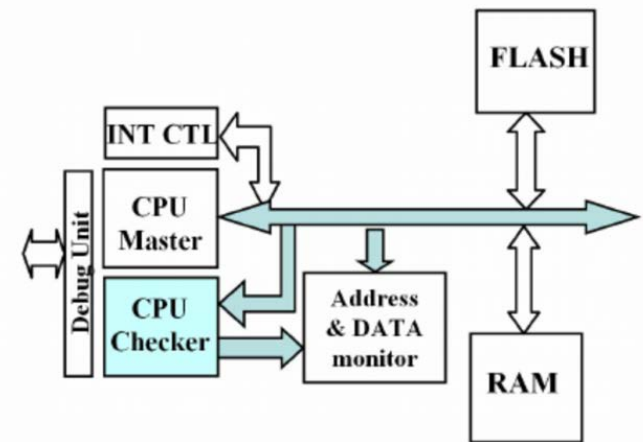 FLASH
INT CTL
CPU
Master
Debug Unit
CPU
Checker
Address
& DATA
monitor
RAM